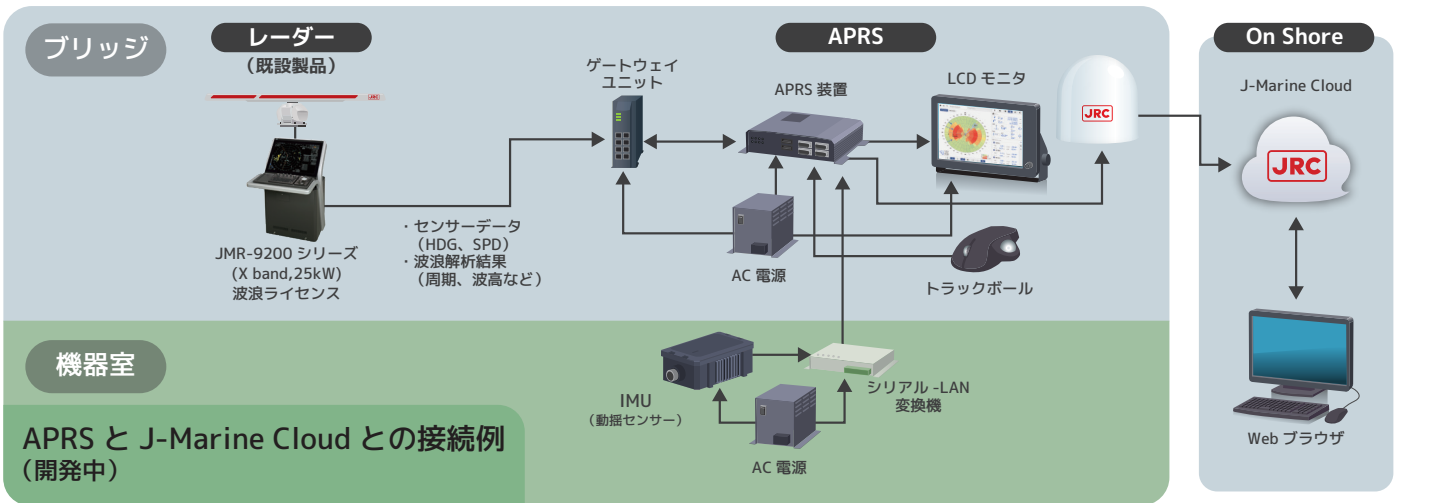 ブリッジ
レーダー
（既設製品）
JRC
JMR-9200 シリーズ
(X band,25kW)
波浪ライセンス
・センサーデータ
（HDG、SPD）
・波浪解析結果
（周期、波高など）
ゲートウェイ
ユニット
APRS
APRS 装置
LCD モニタ
JRC
AC 電源
トラックボール
On Shore
J-Marine Cloud
JRC
Web ブラウザ
機器室
IMU
（動揺センサー）
シリアル -LAN
変換機
AC 電源
APRS と J-Marine Cloud との接続例
（開発中）